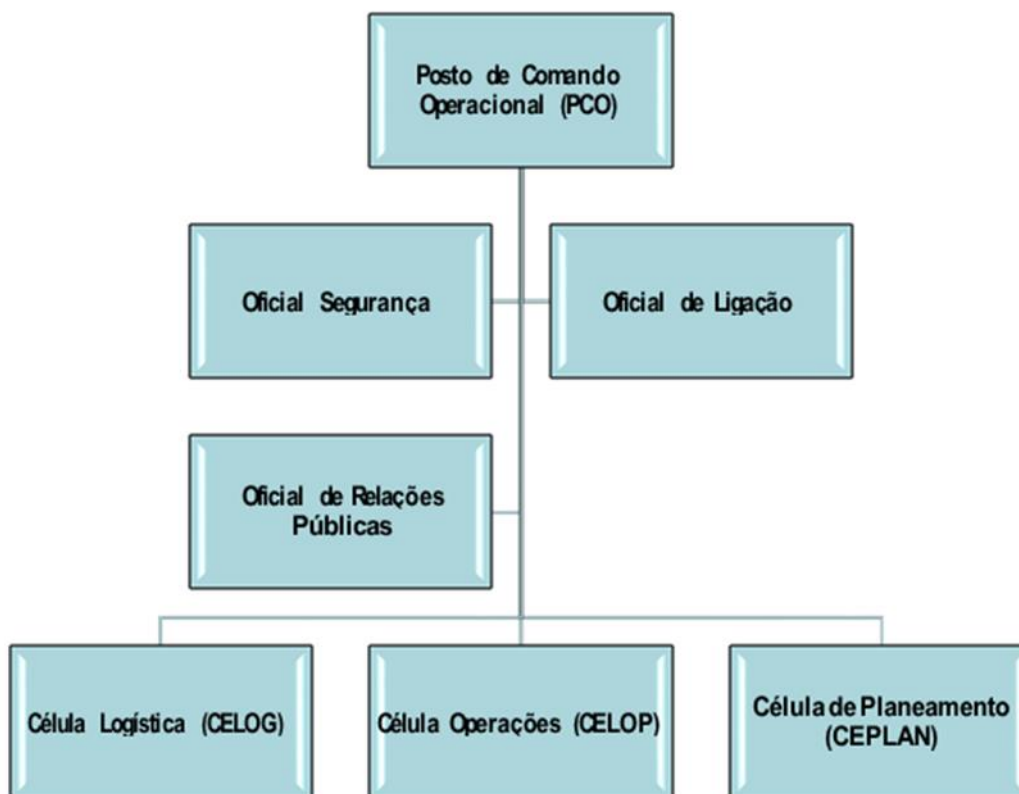 Posto de Comando
Operacional (PCO)
Oficial Segurança
Oficial de Ligação
Oficial de Relações
Públicas
Célula Logística (CELOG)
Célula Operações (CELOP)
Célula de Planeamento
(CEPLAN)